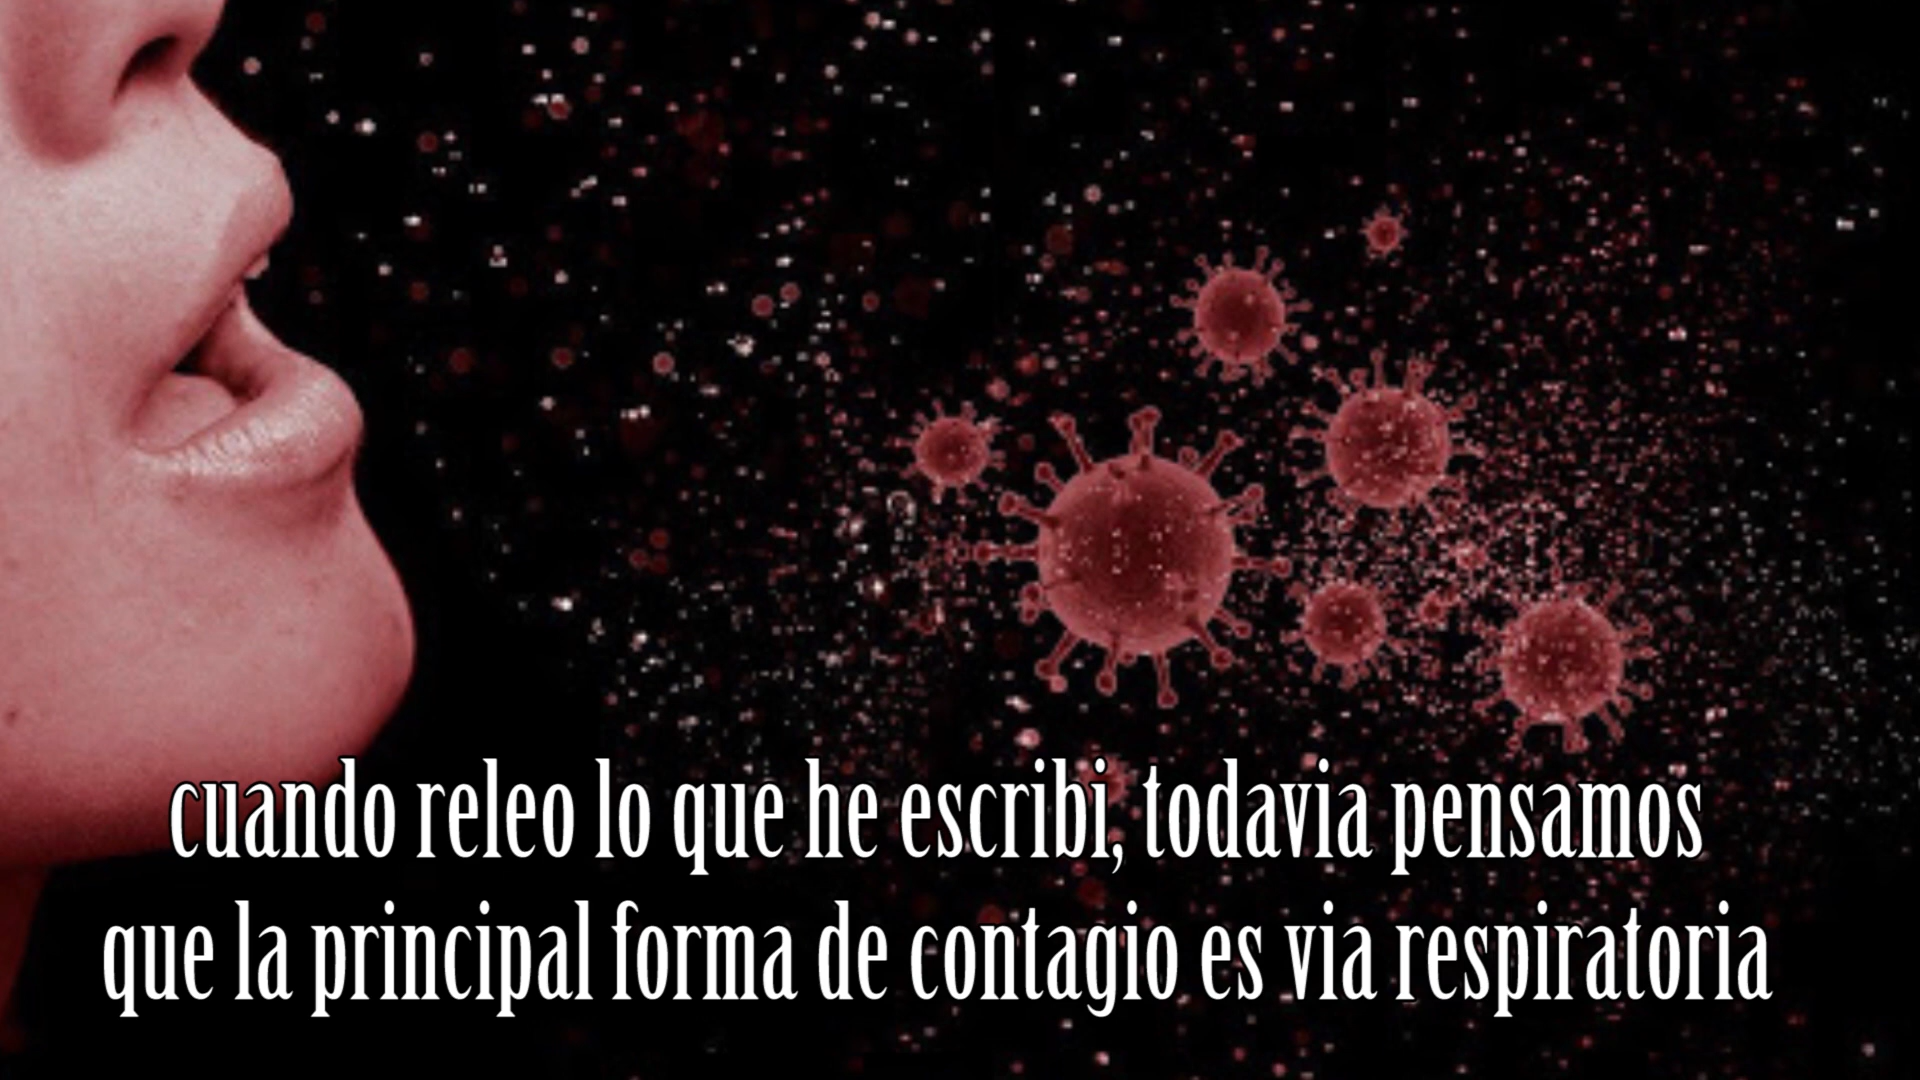 cuando releo lo que he escribi, todavia pensamos
que la principal forma de contagio es via respiratoria